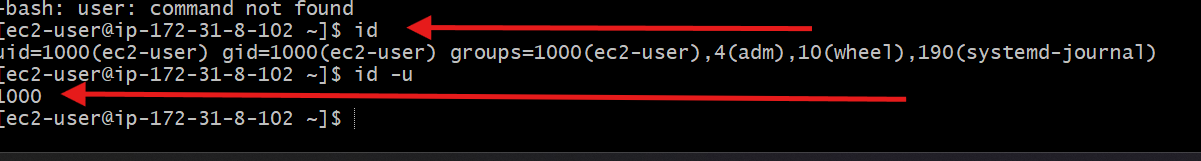 -bash: user: command not found
[ec2-user@ip-172-31-8-102 ~]$ id
uid=1000(ec2-user) gid=1000(ec2-user) groups=1000(ec2-user),4(adm),10(wheel),190(systemd-journal)
[ec2-user@ip-172-31-8-102 ~]$ id -u
1000
[ec2-user@ip-172-31-8-102 ~]$